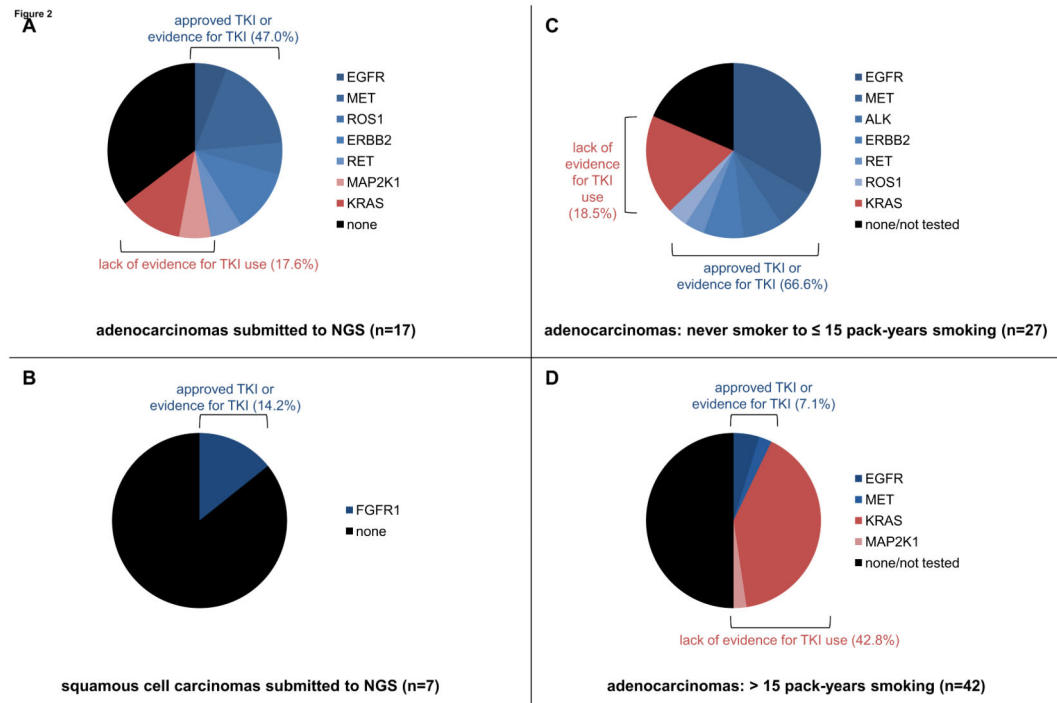 Figure 2
A
approved TKI or
evidence for TKI (47.0%)
EGFR
MET
ROS1
ERBB2
RET
MAP2K1
KRAS
none
lack of evidence for TKI use (17.6%)
adenocarcinomas submitted to NGS (n=17)
C
EGFR
MET
ALK
ERBB2
RET
ROS1
KRAS
none/not tested
lack of
evidence
for TKI
use
(18.5%)
approved TKI or
evidence for TKI (66.6%)
adenocarcinomas: never smoker to ≤ 15 pack-years smoking (n=27)
B
approved TKI or
evidence for TKI (14.2%)
FGFR1
none
squamous cell carcinomas submitted to NGS (n=7)
D
approved TKI or
evidence for TKI (7.1%)
EGFR
MET
KRAS
MAP2K1
none/not tested
lack of evidence for TKI use (42.8%)
adenocarcinomas: > 15 pack-years smoking (n=42)